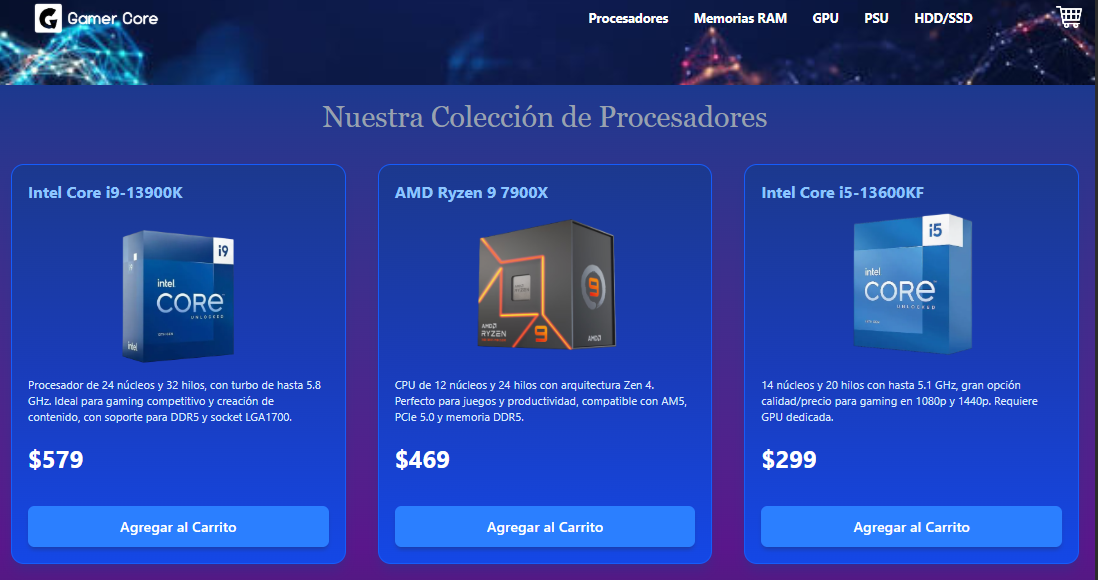 G Gamer Core
Procesadores Memorias RAM GPU PSU HDD/SSD
Nuestra Colección de Procesadores
Intel Core i9-13900K
i9
intel
CORE
UNLOCKED
intel
Procesador de 24 núcleos y 32 hilos, con turbo de hasta 5.8
GHz. Ideal para gaming competitivo y creación de
contenido, con soporte para DDR5 y socket LGA1700.
$579
Agregar al Carrito
AMD Ryzen 9 7900X
9
AMD
RYZEN
9
AMD
CPU de 12 núcleos y 24 hilos con arquitectura Zen 4.
Perfecto para juegos y productividad, compatible con AM5,
PCIe 5.0 y memoria DDR5.
$469
Agregar al Carrito
Intel Core i5-13600KF
i5
intel
CORE
UNLOCKED
14 núcleos y 20 hilos con hasta 5.1 GHz, gran opción
calidad/precio para gaming en 1080p y 1440p. Requiere
GPU dedicada.
$299
Agregar al Carrito